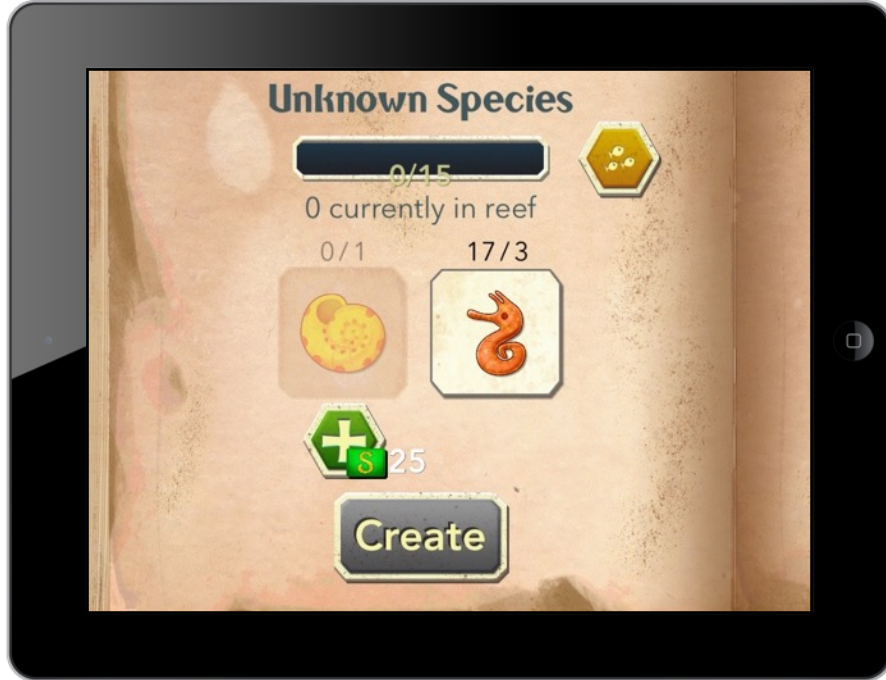 Unknown Species
0/15
0 currently in reef
0/1 17/3
S 25
Create